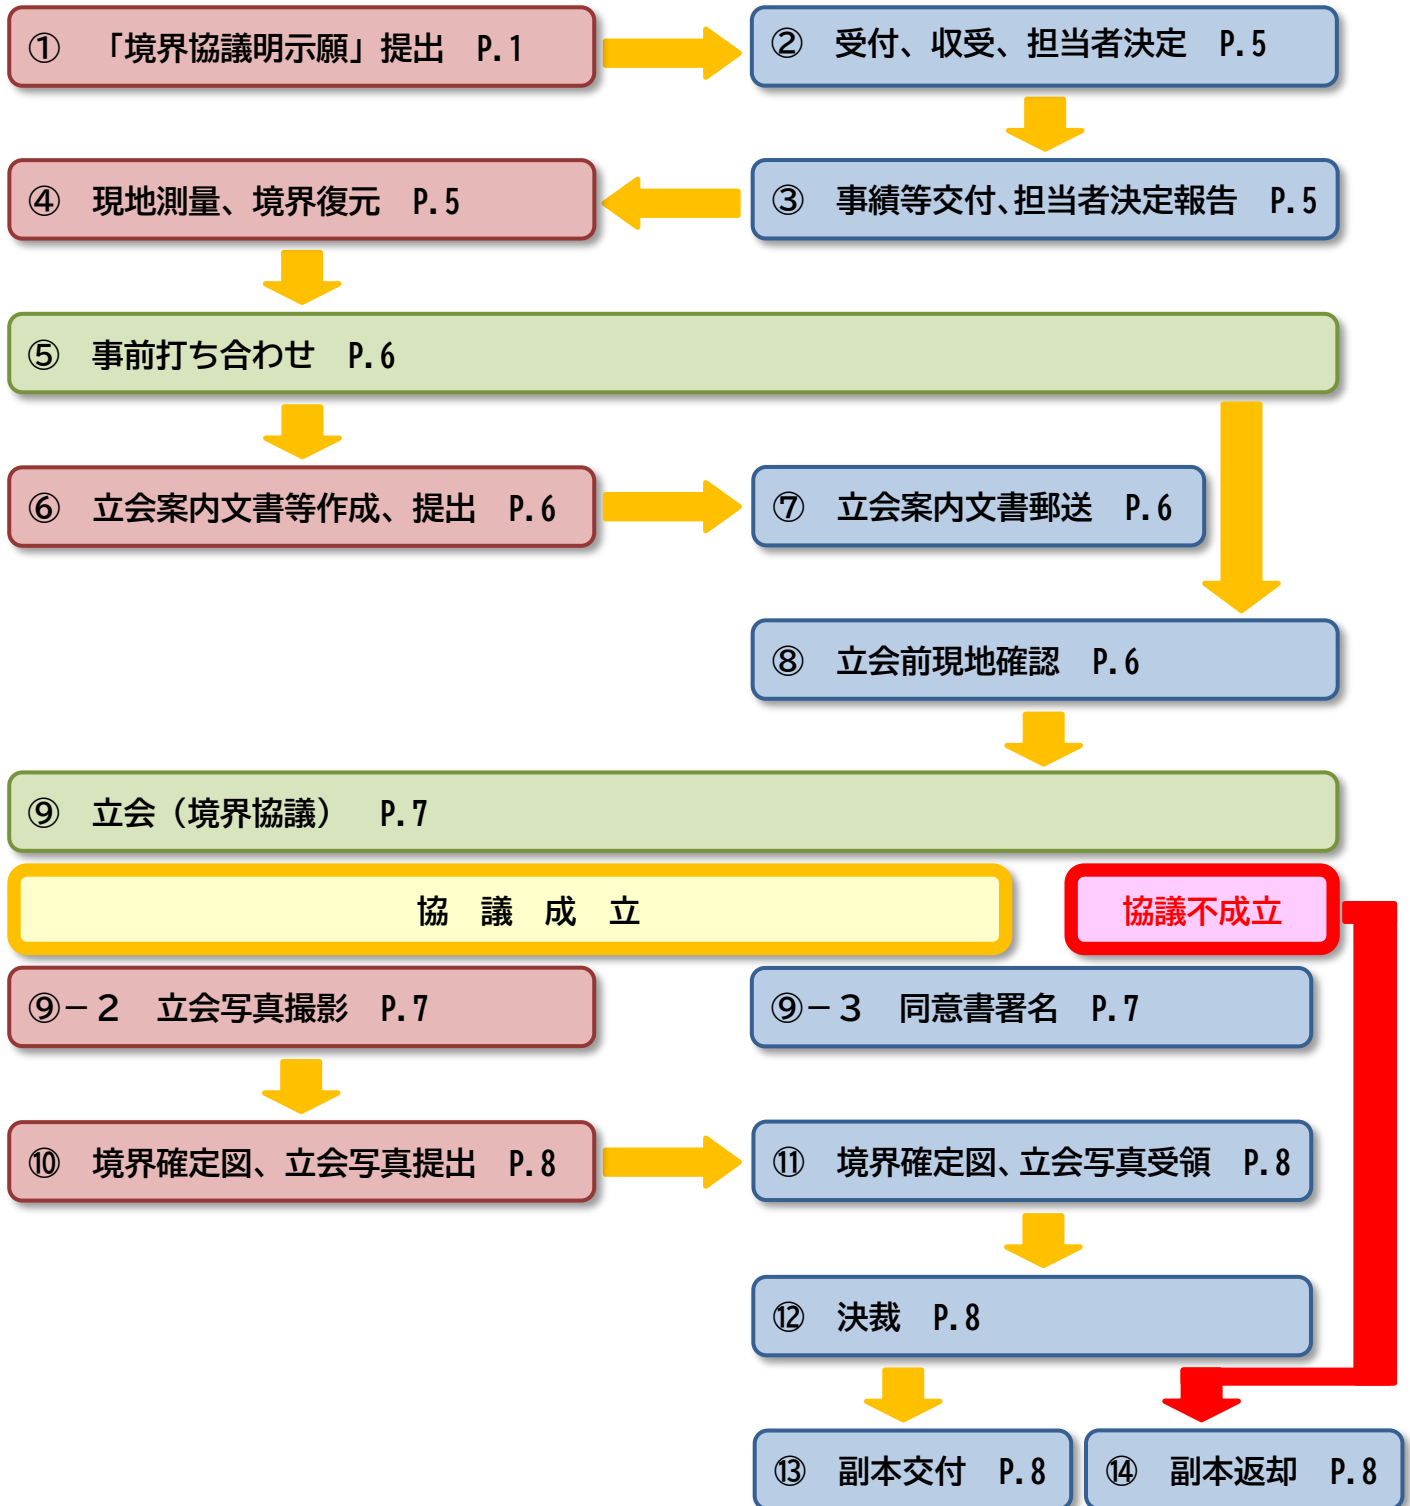 ① 「境界協議明示願」提出 P.1
② 受付、収受、担当者決定 P.5
④ 現地測量、境界復元 P.5
③ 事績等交付、担当者決定報告 P.5
⑤ 事前打ち合わせ P.6
⑥ 立会案内文書等作成、提出 P.6
⑦ 立会案内文書郵送 P.6
⑧ 立会前現地確認 P.6
⑨ 立会（境界協議） P.7
協 議 成 立
協議不成立
⑨－２ 立会写真撮影 P.7
⑨－３ 同意書署名 P.7
⑩ 境界確定図、立会写真提出 P.8
⑪ 境界確定図、立会写真受領 P.8
⑫ 決裁 P.8
⑬ 副本交付 P.8
⑭ 副本返却 P.8